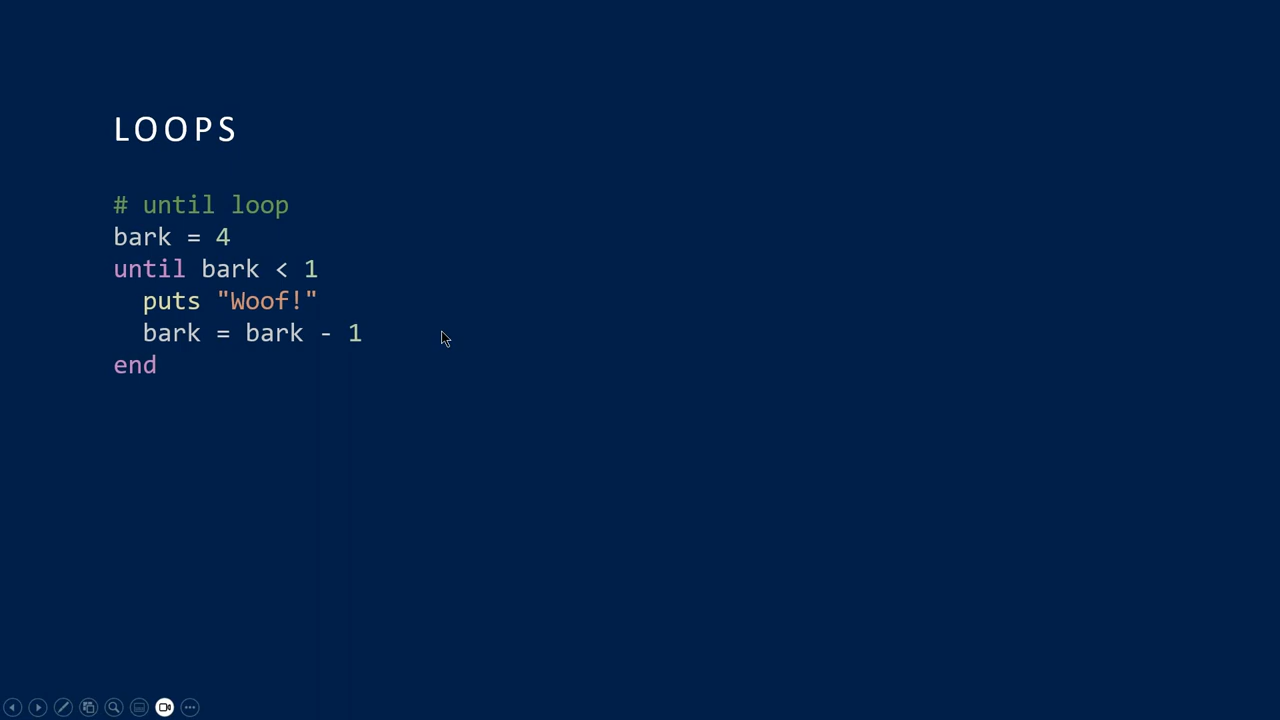 LOOPS
# until loop
bark = 4
until bark < 1
  puts "Woof!"
  bark = bark - 1
end